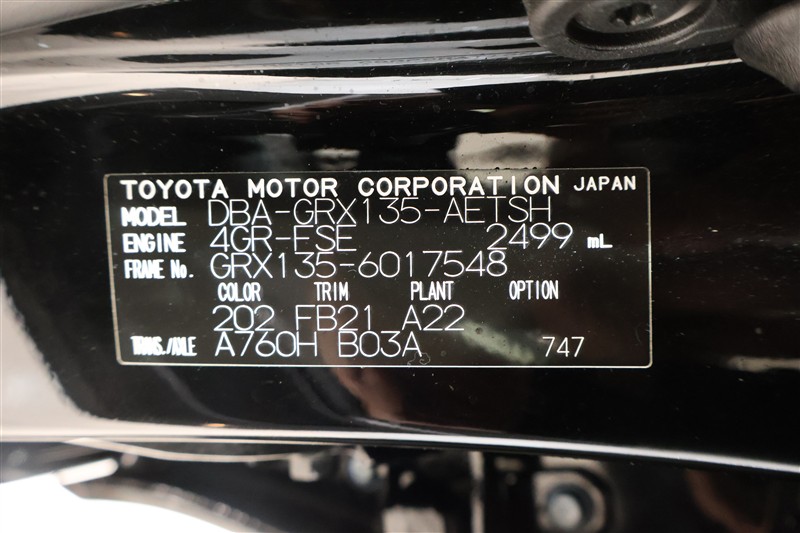 TOYOTA MOTOR CORPORATION JAPAN
MODEL DBA-GRX135-AETSH
ENGINE 4GR-FSE 2499 mL
FRAME No. GRX135-6017548
COLOR TRIM PLANT OPTION
202 FB21 A22
TRANS./AXLE A760H B03A 747